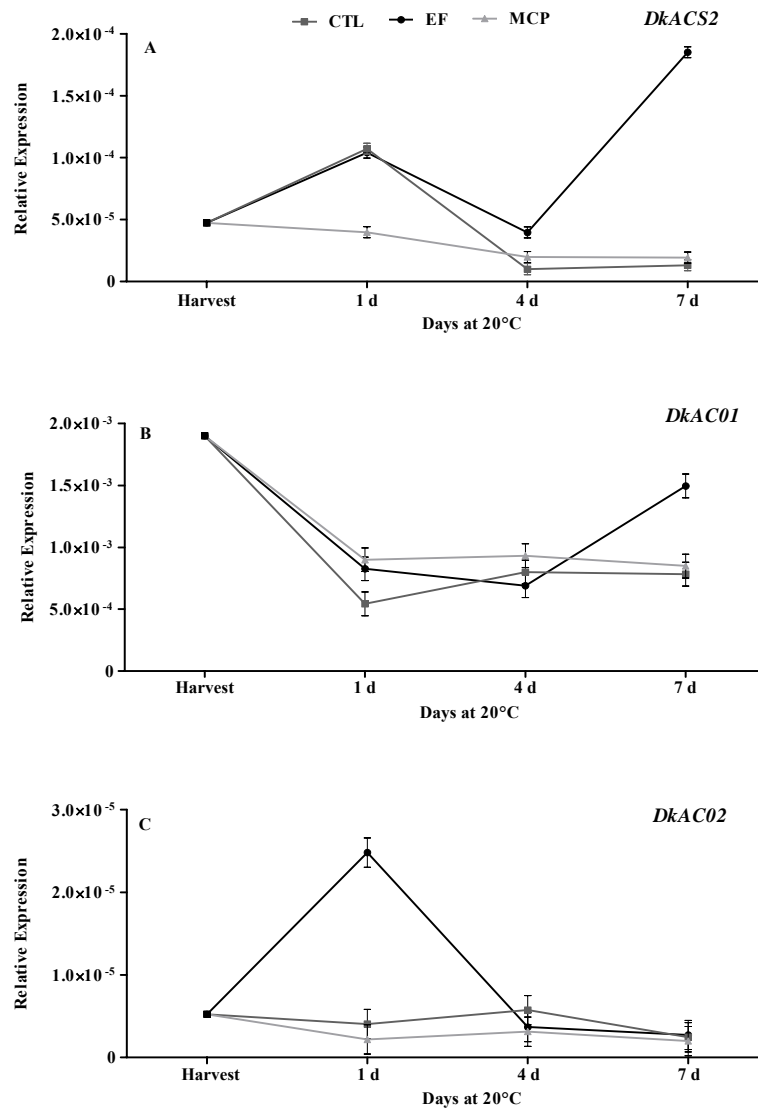 CTL EF MCP
DkACS2
A
2.0×10⁻⁴
1.5×10⁻⁴
1.0×10⁻⁴
5.0×10⁻⁵
0
Relative Expression
Harvest 1 d 4 d 7 d
Days at 20°C
DkAC01
B
2.0×10⁻³
1.5×10⁻³
1.0×10⁻³
5.0×10⁻⁴
0
Relative Expression
Harvest 1 d 4 d 7 d
Days at 20°C
DkAC02
C
3.0×10⁻⁵
2.0×10⁻⁵
1.0×10⁻⁵
0
Relative Expression
Harvest 1 d 4 d 7 d
Days at 20°C